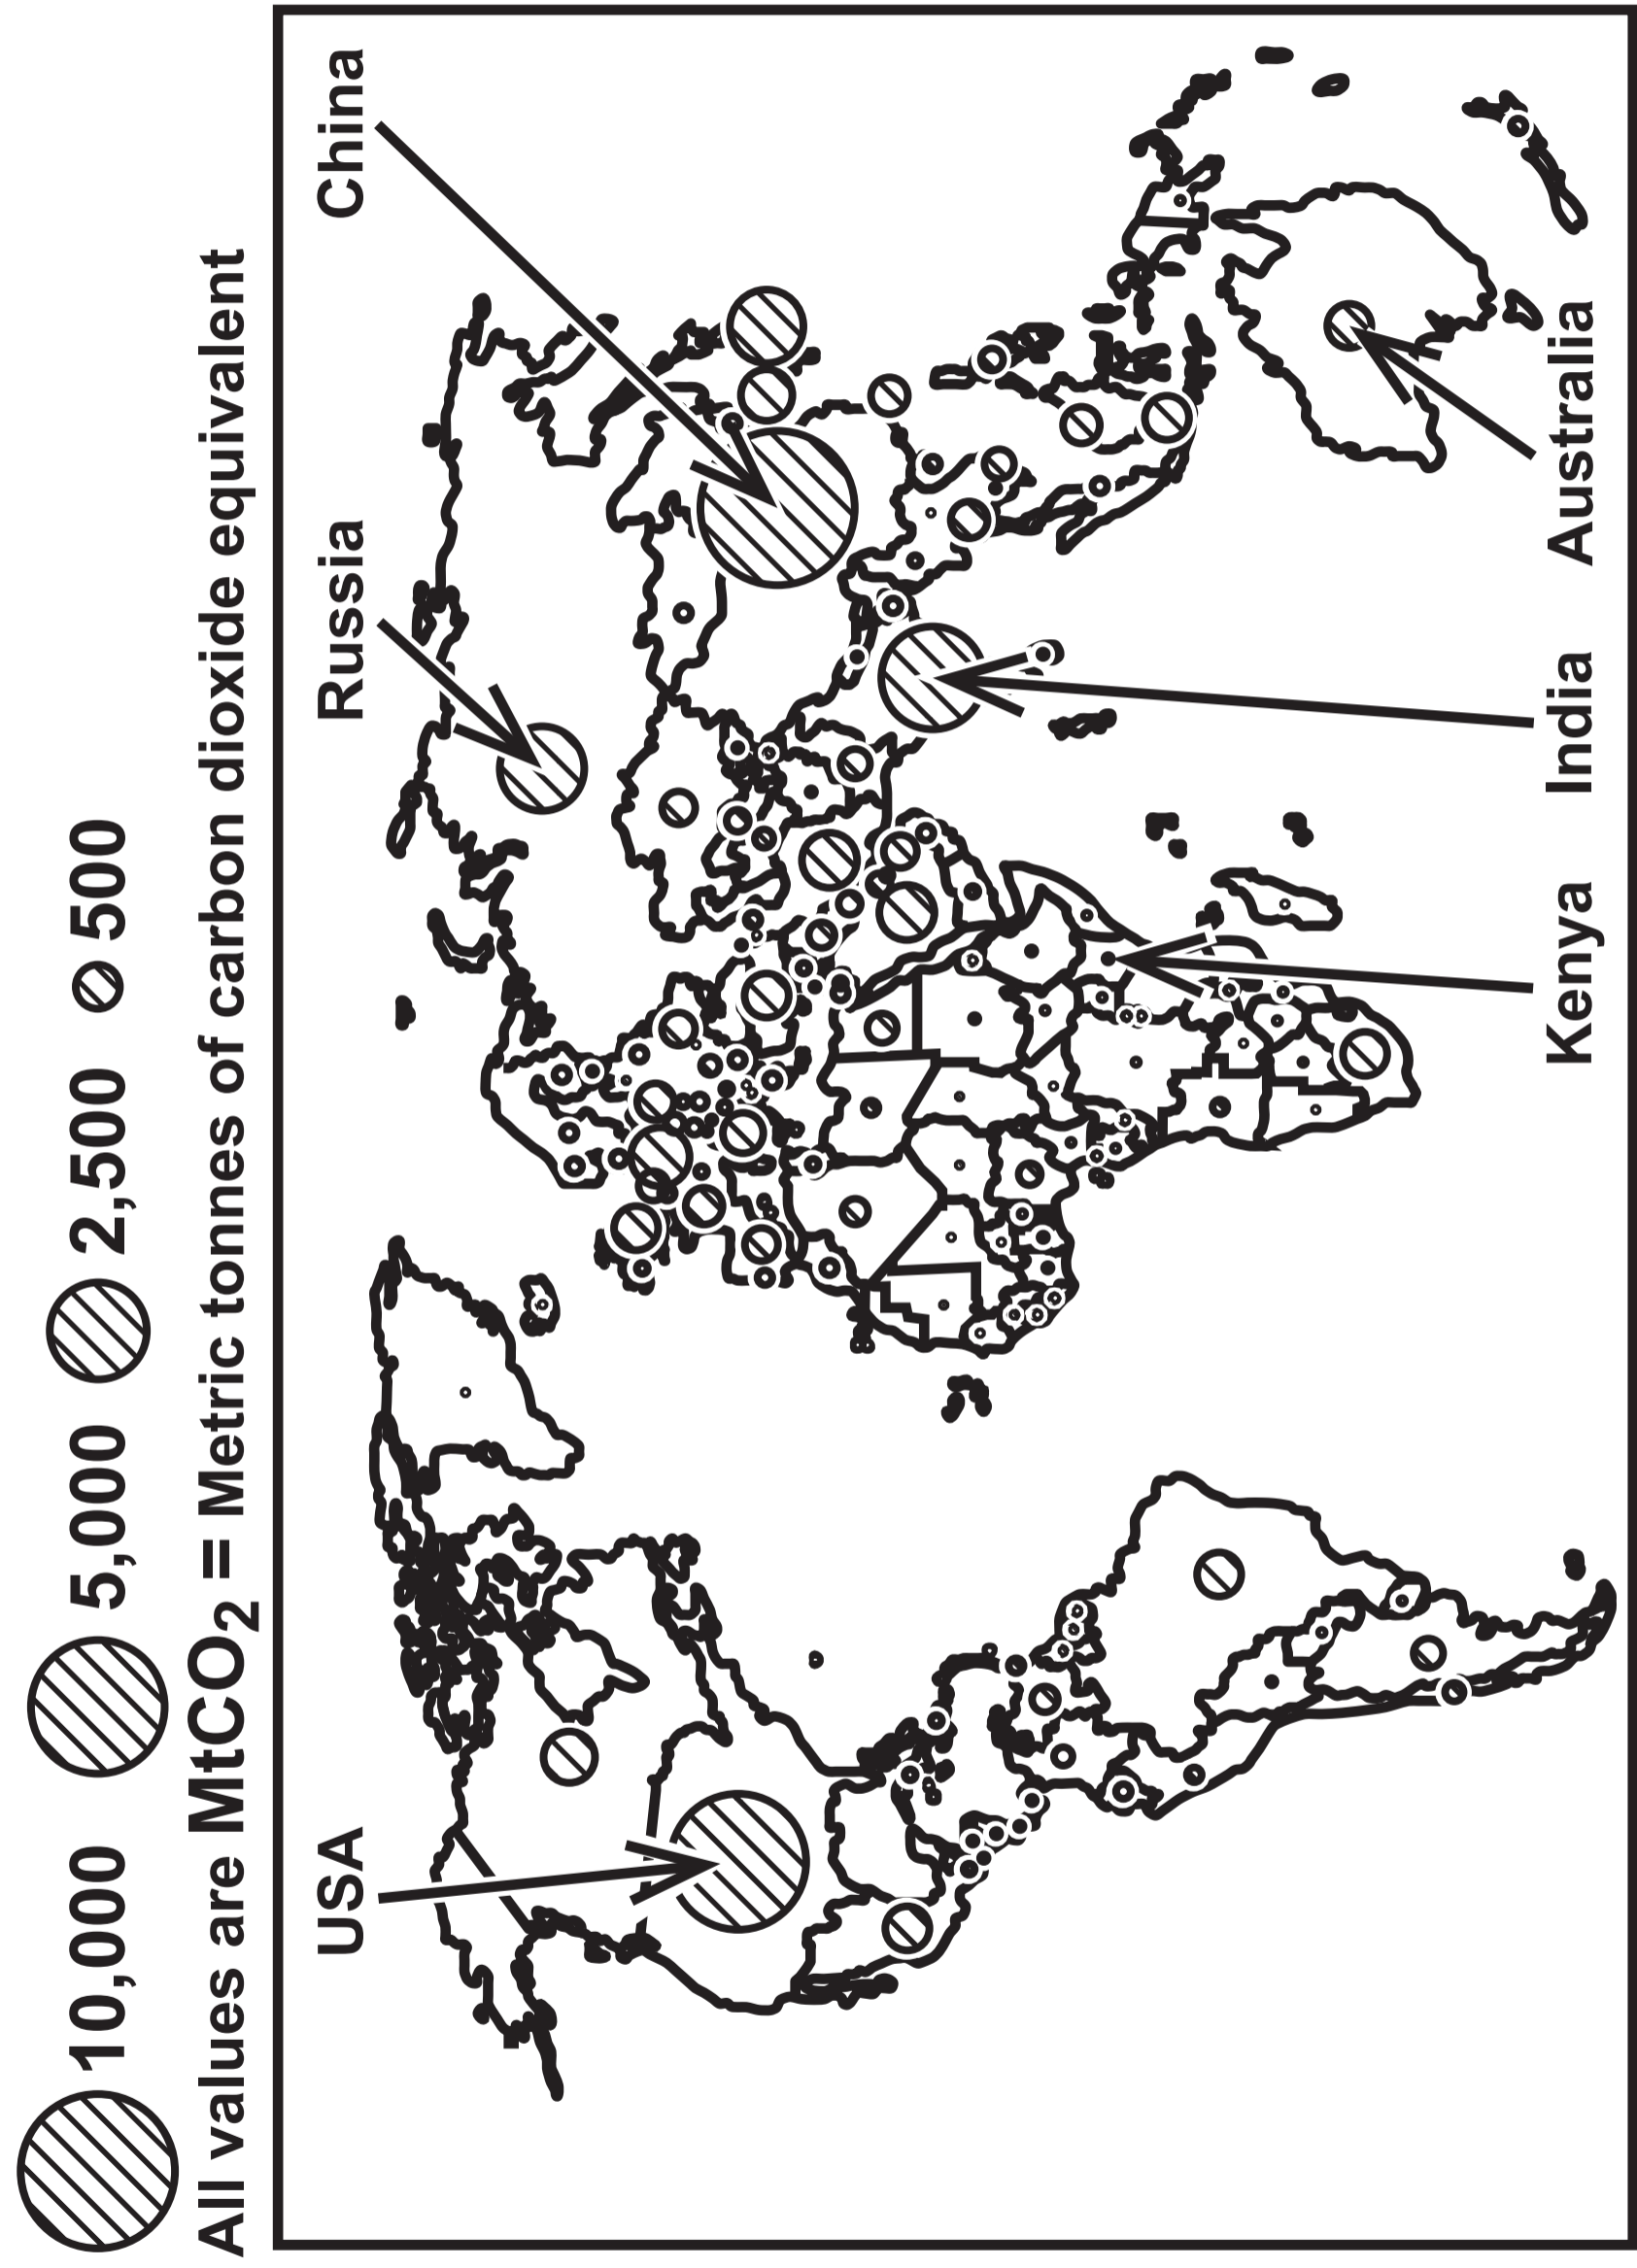 10,000 5,000 2,500 500
All values are MtCO₂ = Metric tonnes of carbon dioxide equivalent
USA Russia China
Kenya India Australia